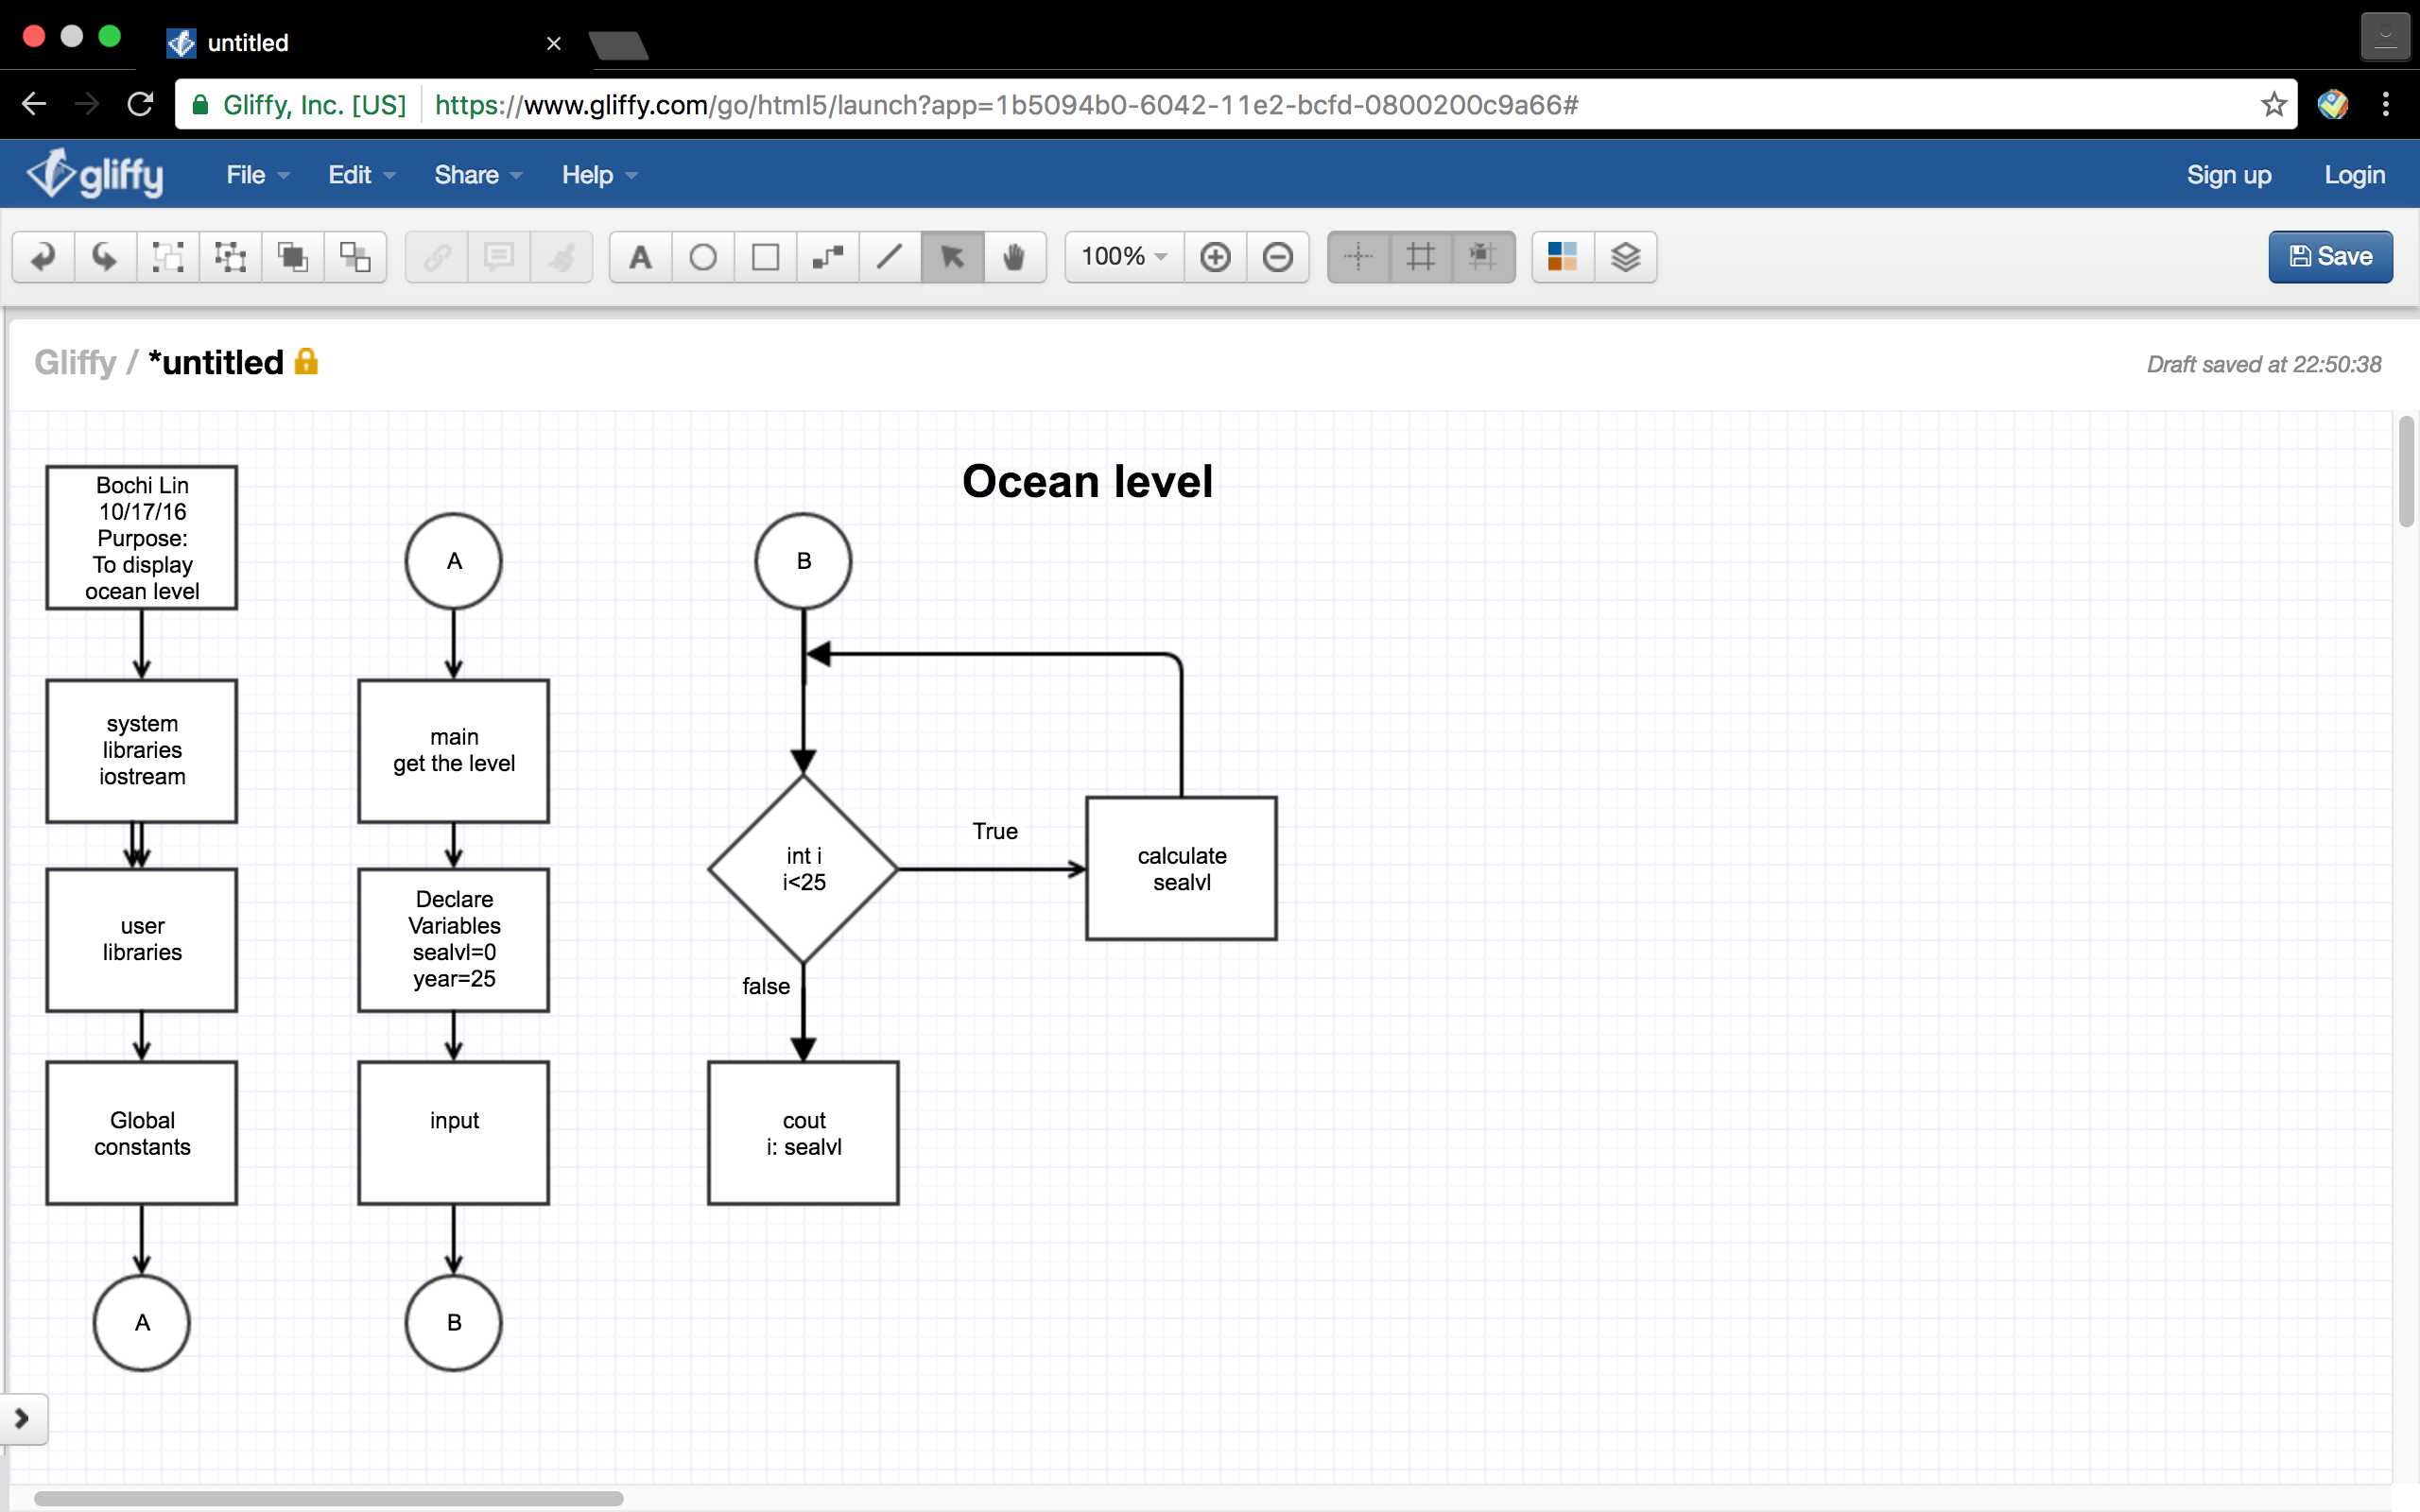 untitled
Gliffy, Inc. [US] https://www.gliffy.com/go/html5/launch?app=1b5094b0-6042-11e2-bcfd-0800200c9a66#
gliffy File Edit Share Help Sign up Login
A 100% Save
Gliffy / *untitled Draft saved at 22:50:38
Ocean level
Bochi Lin
10/17/16
Purpose:
To display
ocean level
system
libraries
iostream
user
libraries
Global
constants
A
A
main
get the level
Declare
Variables
sealvl=0
year=25
input
B
B
int i
i<25
True
calculate
sealvl
false
cout
i: sealvl